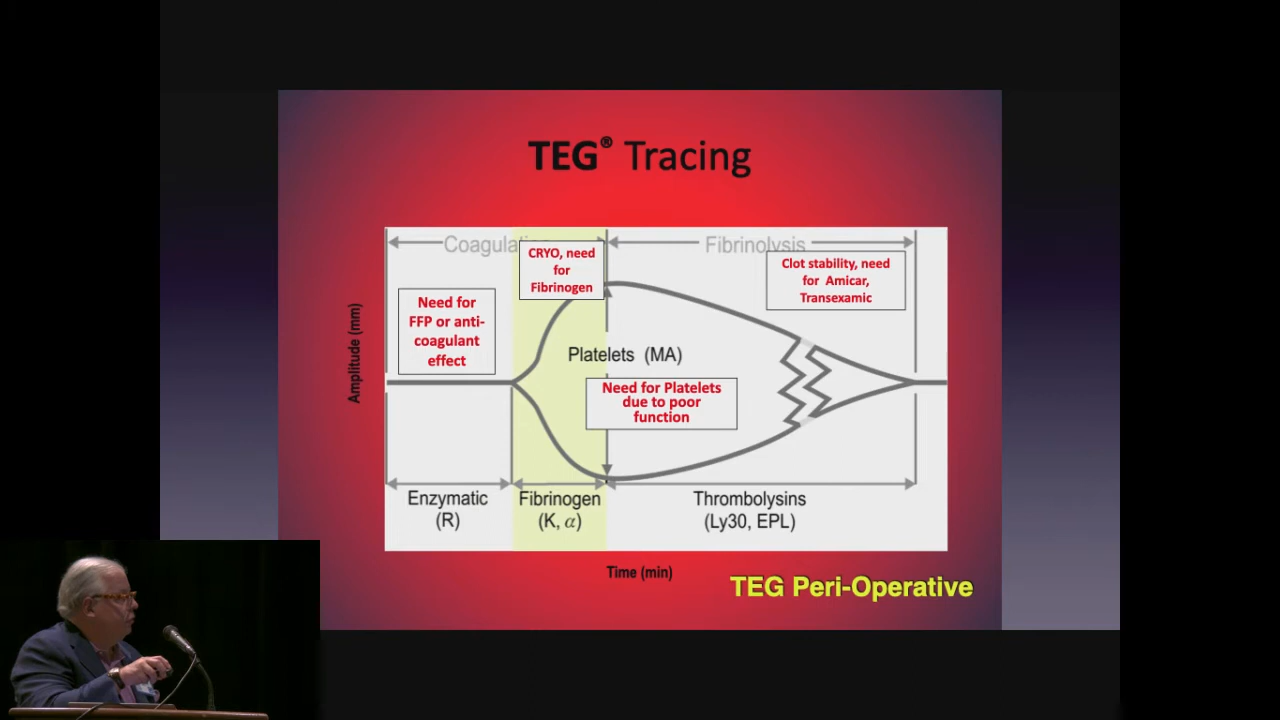 TEG® Tracing
Coagulat
Fibrinolysis
CRYO, need
for
Fibrinogen
Clot stability, need
for Amicar,
Transexamic
Need for
FFP or anti-
coagulant
effect
Amplitude (mm)
Platelets (MA)
Need for Platelets
due to poor
function
Enzymatic
(R)
Fibrinogen
(K, α)
Thrombolysins
(Ly30, EPL)
Time (min)
TEG Peri-Operative